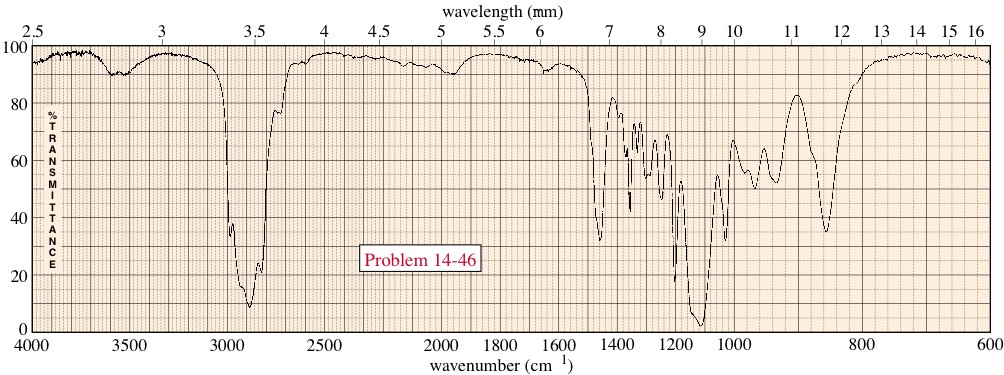 wavelength (mm)
2.5 3 3.5 4 4.5 5 5.5 6 7 8 9 10 11 12 13 14 15 16
100
80
60
40
20
0
%
T
R
A
N
S
M
I
T
T
A
N
C
E
Problem 14-46
4000 3500 3000 2500 2000 1800 1600 1400 1200 1000 800 600
wavenumber (cm 1)